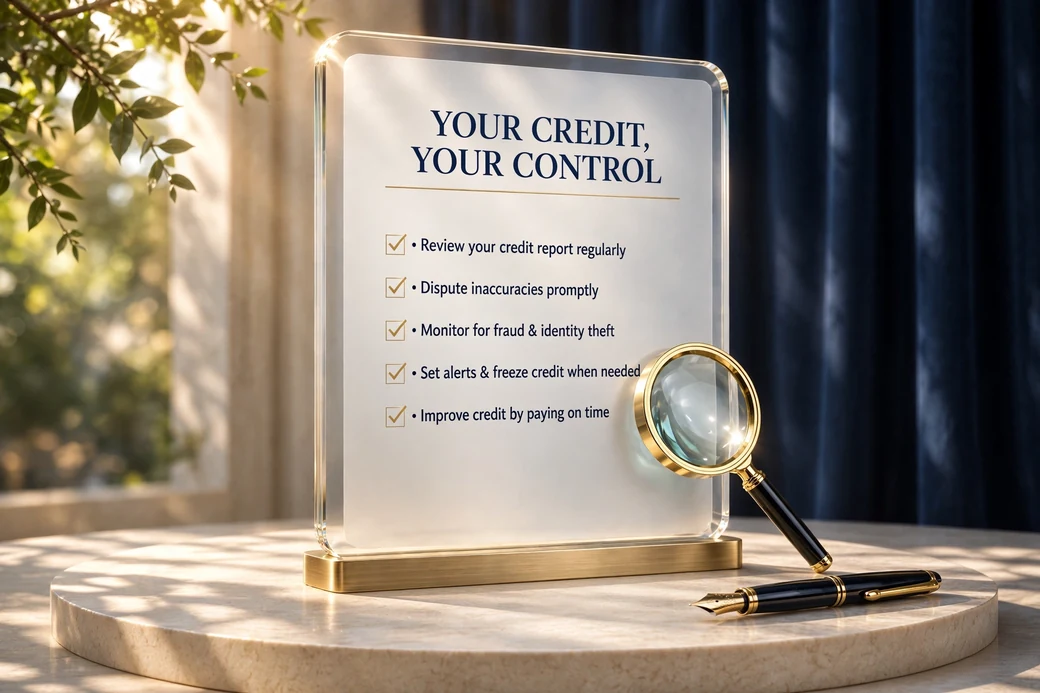 YOUR CREDIT,
YOUR CONTROL
• Review your credit report regularly
• Dispute inaccuracies promptly
• Monitor for fraud & identity theft
• Set alerts & freeze credit when needed
• Improve credit by paying on time